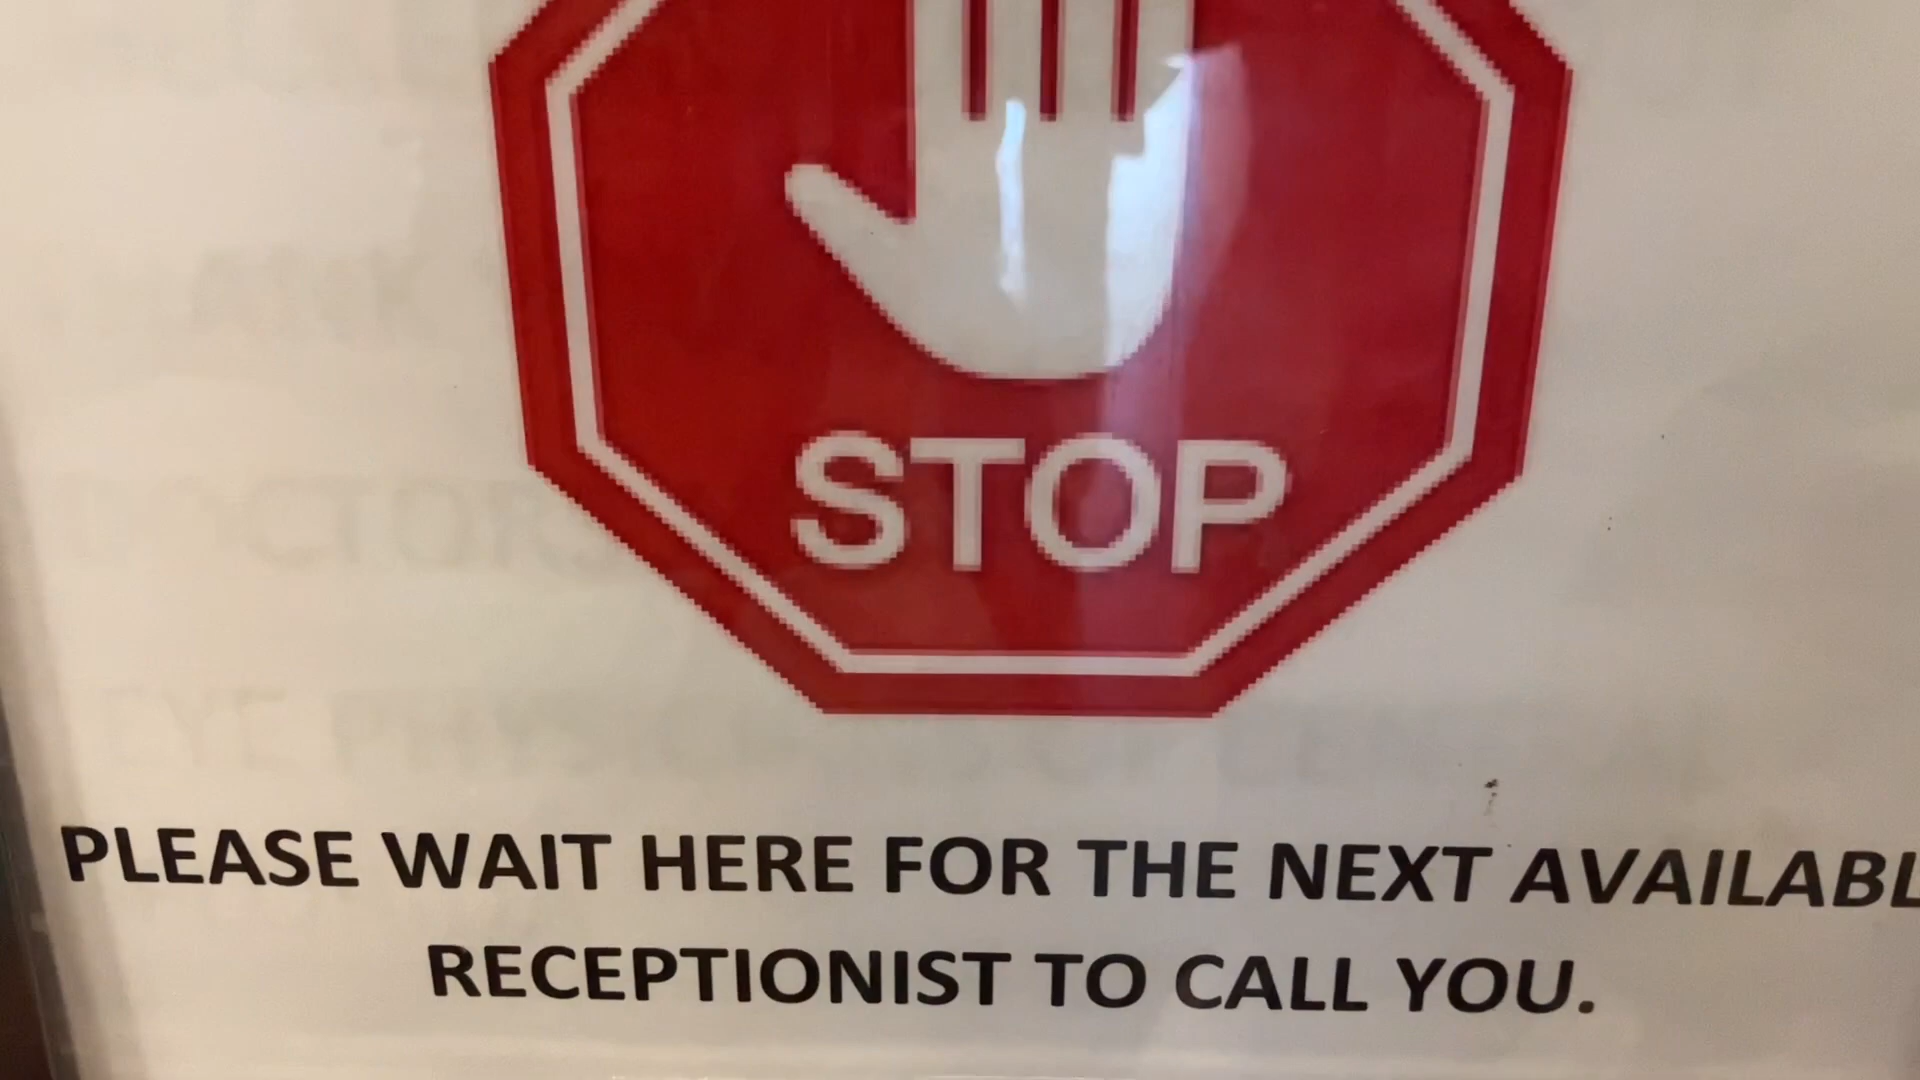 STOP
PLEASE WAIT HERE FOR THE NEXT AVAILABL
RECEPTIONIST TO CALL YOU.